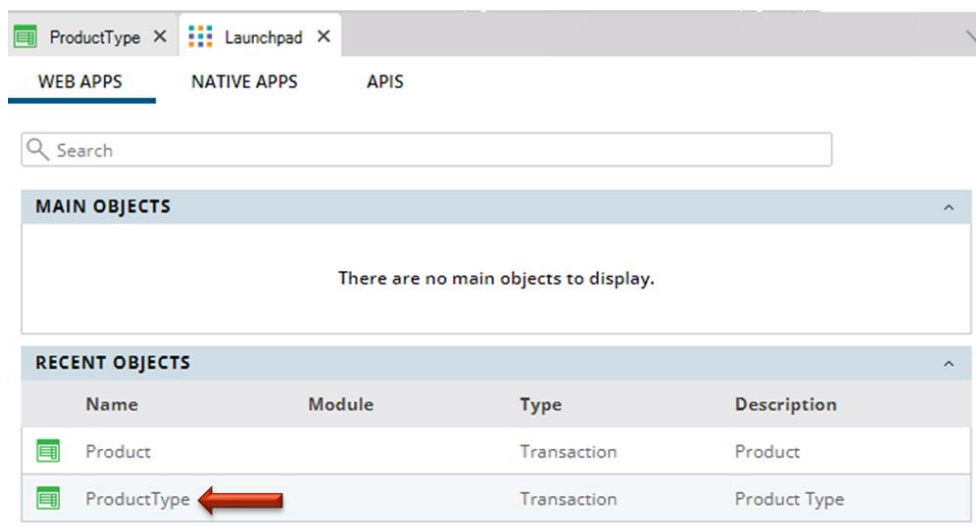 ProductType Launchpad
WEB APPS NATIVE APPS APIS
Search
MAIN OBJECTS
There are no main objects to display.
RECENT OBJECTS
Name Module Type Description
Product Transaction Product
ProductType Transaction Product Type